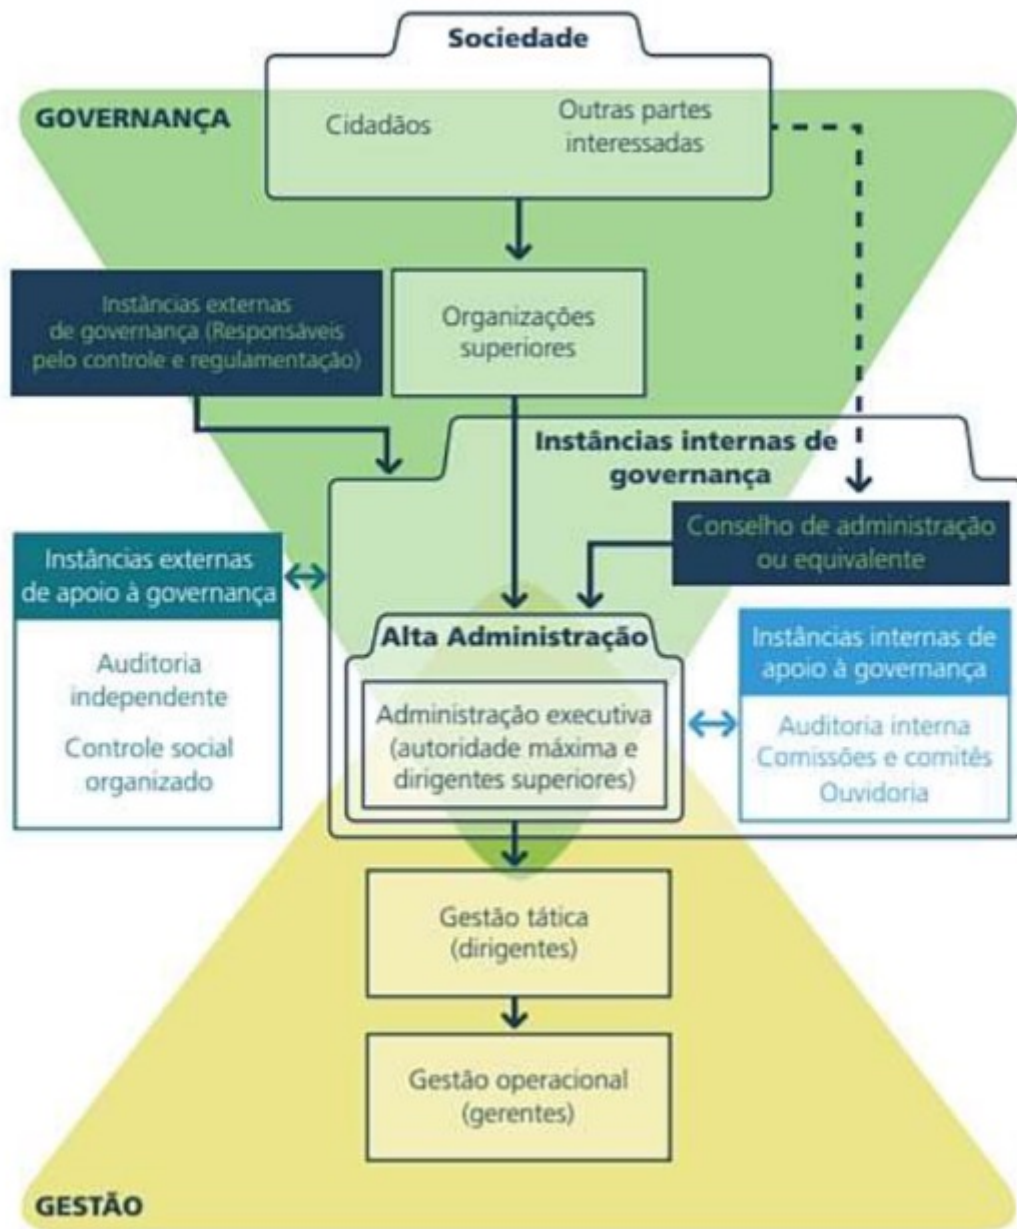 Sociedade
GOVERNANÇA
Cidadãos
Outras partes
interessadas
Instâncias externas
de governança (Responsáveis
pelo controle e regulamentação)
Organizações
superiores
Instâncias internas de
governança
Conselho de administração
ou equivalente
Instâncias externas
de apoio à governança
Auditoria
independente
Controle social
organizado
Alta Administração
Administração executiva
(autoridade máxima e
dirigentes superiores)
Instâncias internas de
apoio à governança
Auditoria interna
Comissões e comitês
Ouvidoria
Gestão tática
(dirigentes)
Gestão operacional
(gerentes)
GESTÃO